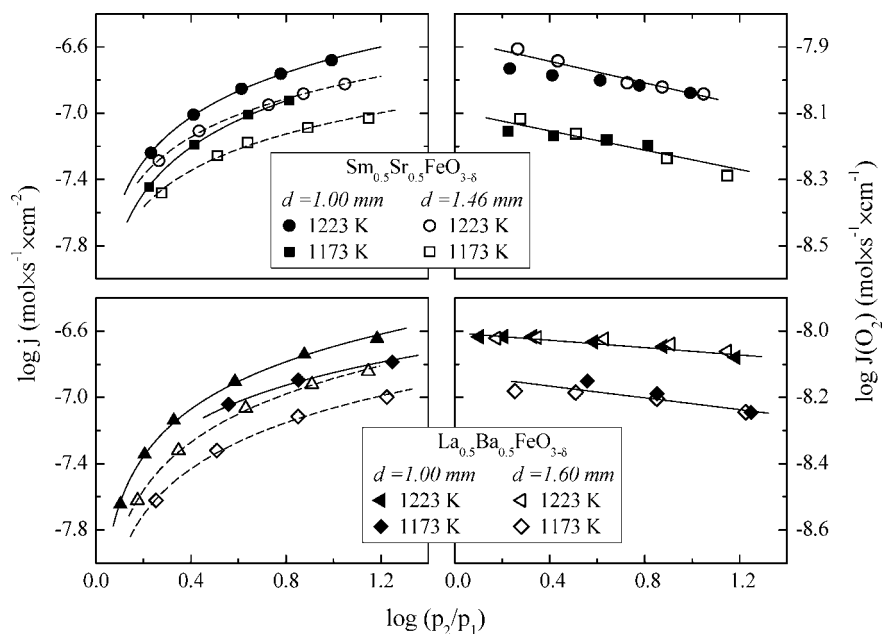 -6.6
-7.0
-7.4
-7.8
-7.9
-8.1
-8.3
-8.5
Sm0.5Sr0.5FeO3-δ
d =1.00 mm d =1.46 mm
1223 K 1223 K
1173 K 1173 K
log j (mol×s-1×cm-2)
log J(O2) (mol×s-1×cm-1)
-6.6
-7.0
-7.4
-7.8
-8.0
-8.2
-8.4
-8.6
La0.5Ba0.5FeO3-δ
d =1.00 mm d =1.60 mm
1223 K 1223 K
1173 K 1173 K
0.0 0.4 0.8 1.2 0.0 0.4 0.8 1.2
log (p2/p1)